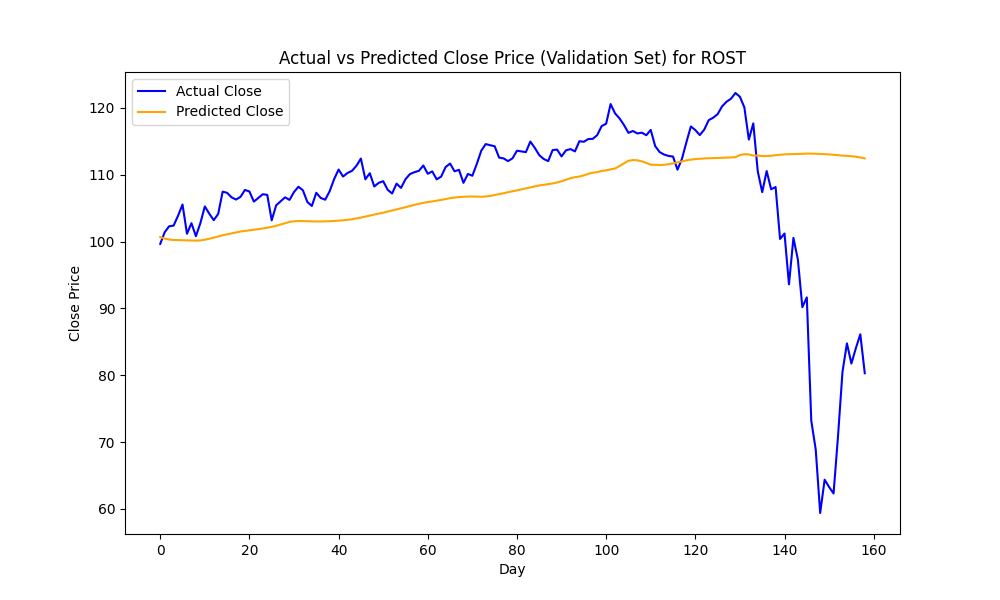 Actual vs Predicted Close Price (Validation Set) for ROST
Actual Close
Predicted Close
Close Price
120
110
100
90
80
70
60
0 20 40 60 80 100 120 140 160
Day